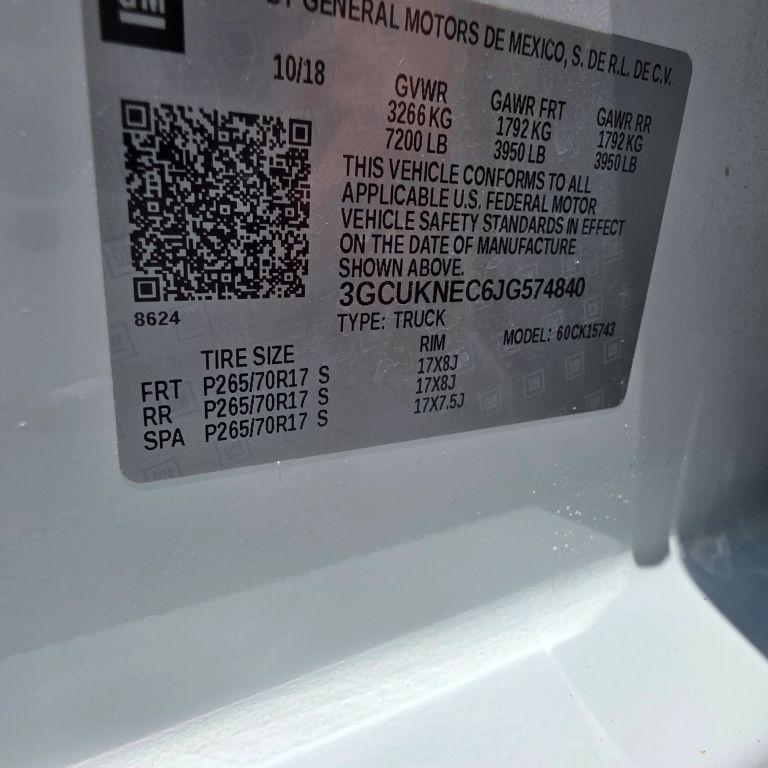 GM
BY GENERAL MOTORS DE MEXICO, S. DE R.L. DE C.V.
10/18
GVWR GAWR FRT GAWR RR
3266 KG 1792 KG 1792 KG
7200 LB 3950 LB 3950 LB
THIS VEHICLE CONFORMS TO ALL
APPLICABLE U.S. FEDERAL MOTOR
VEHICLE SAFETY STANDARDS IN EFFECT
ON THE DATE OF MANUFACTURE
SHOWN ABOVE.
3GCUKNEC6JG574840
8624
TYPE: TRUCK MODEL: 60CK15743
TIRE SIZE RIM
FRT P265/70R17 S 17X8J
RR P265/70R17 S 17X8J
SPA P265/70R17 S 17X7.5J